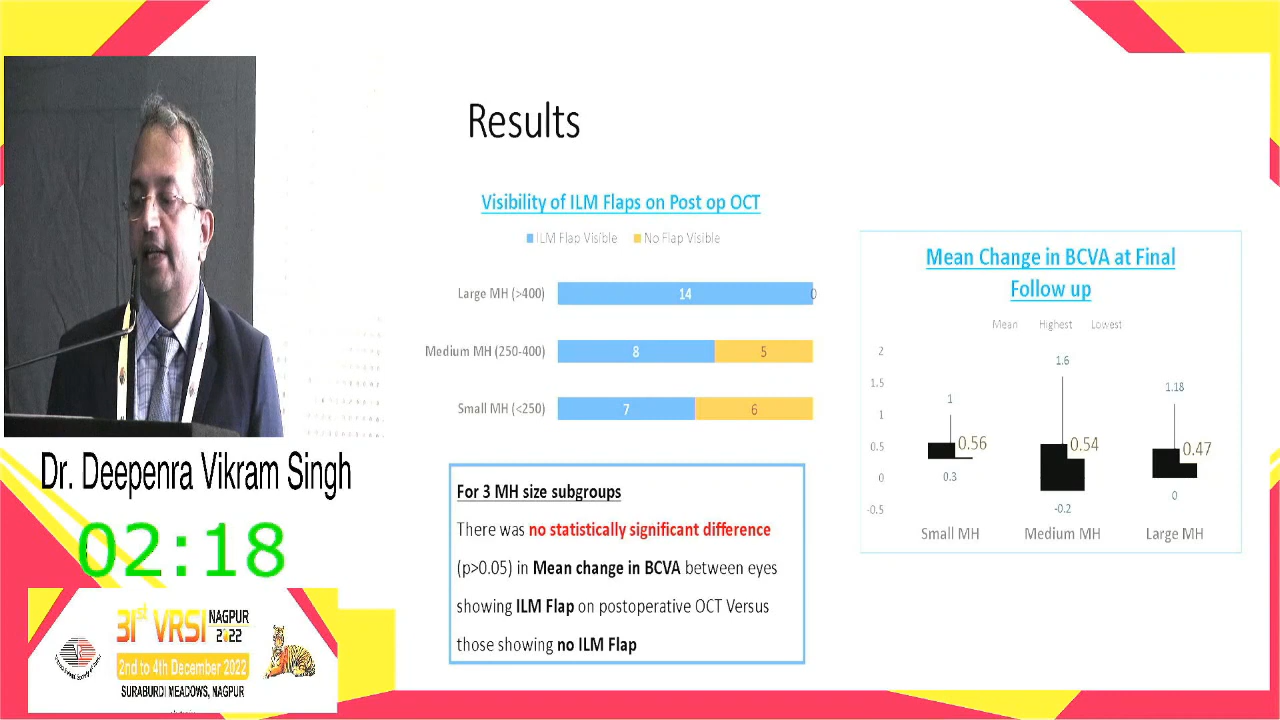 Results
Visibility of ILM Flaps on Post op OCT
ILM Flap Visible No Flap Visible
Large MH (>400) 14 0
Medium MH (250-400) 8 5
Small MH (<250) 7 6
For 3 MH size subgroups
There was no statistically significant difference
(p>0.05) in Mean change in BCVA between eyes
showing ILM Flap on postoperative OCT Versus
those showing no ILM Flap
Mean Change in BCVA at Final
Follow up
Mean Highest Lowest
2
1.5
1
0.5
0
-0.5
1 0.56 0.3
1.6 0.54 -0.2
1.18 0.47 0
Small MH Medium MH Large MH
Dr. Deepenra Vikram Singh
02:18
31st VRSI NAGPUR
2022
2nd to 4th December 2022
SURABURDI MEADOWS, NAGPUR